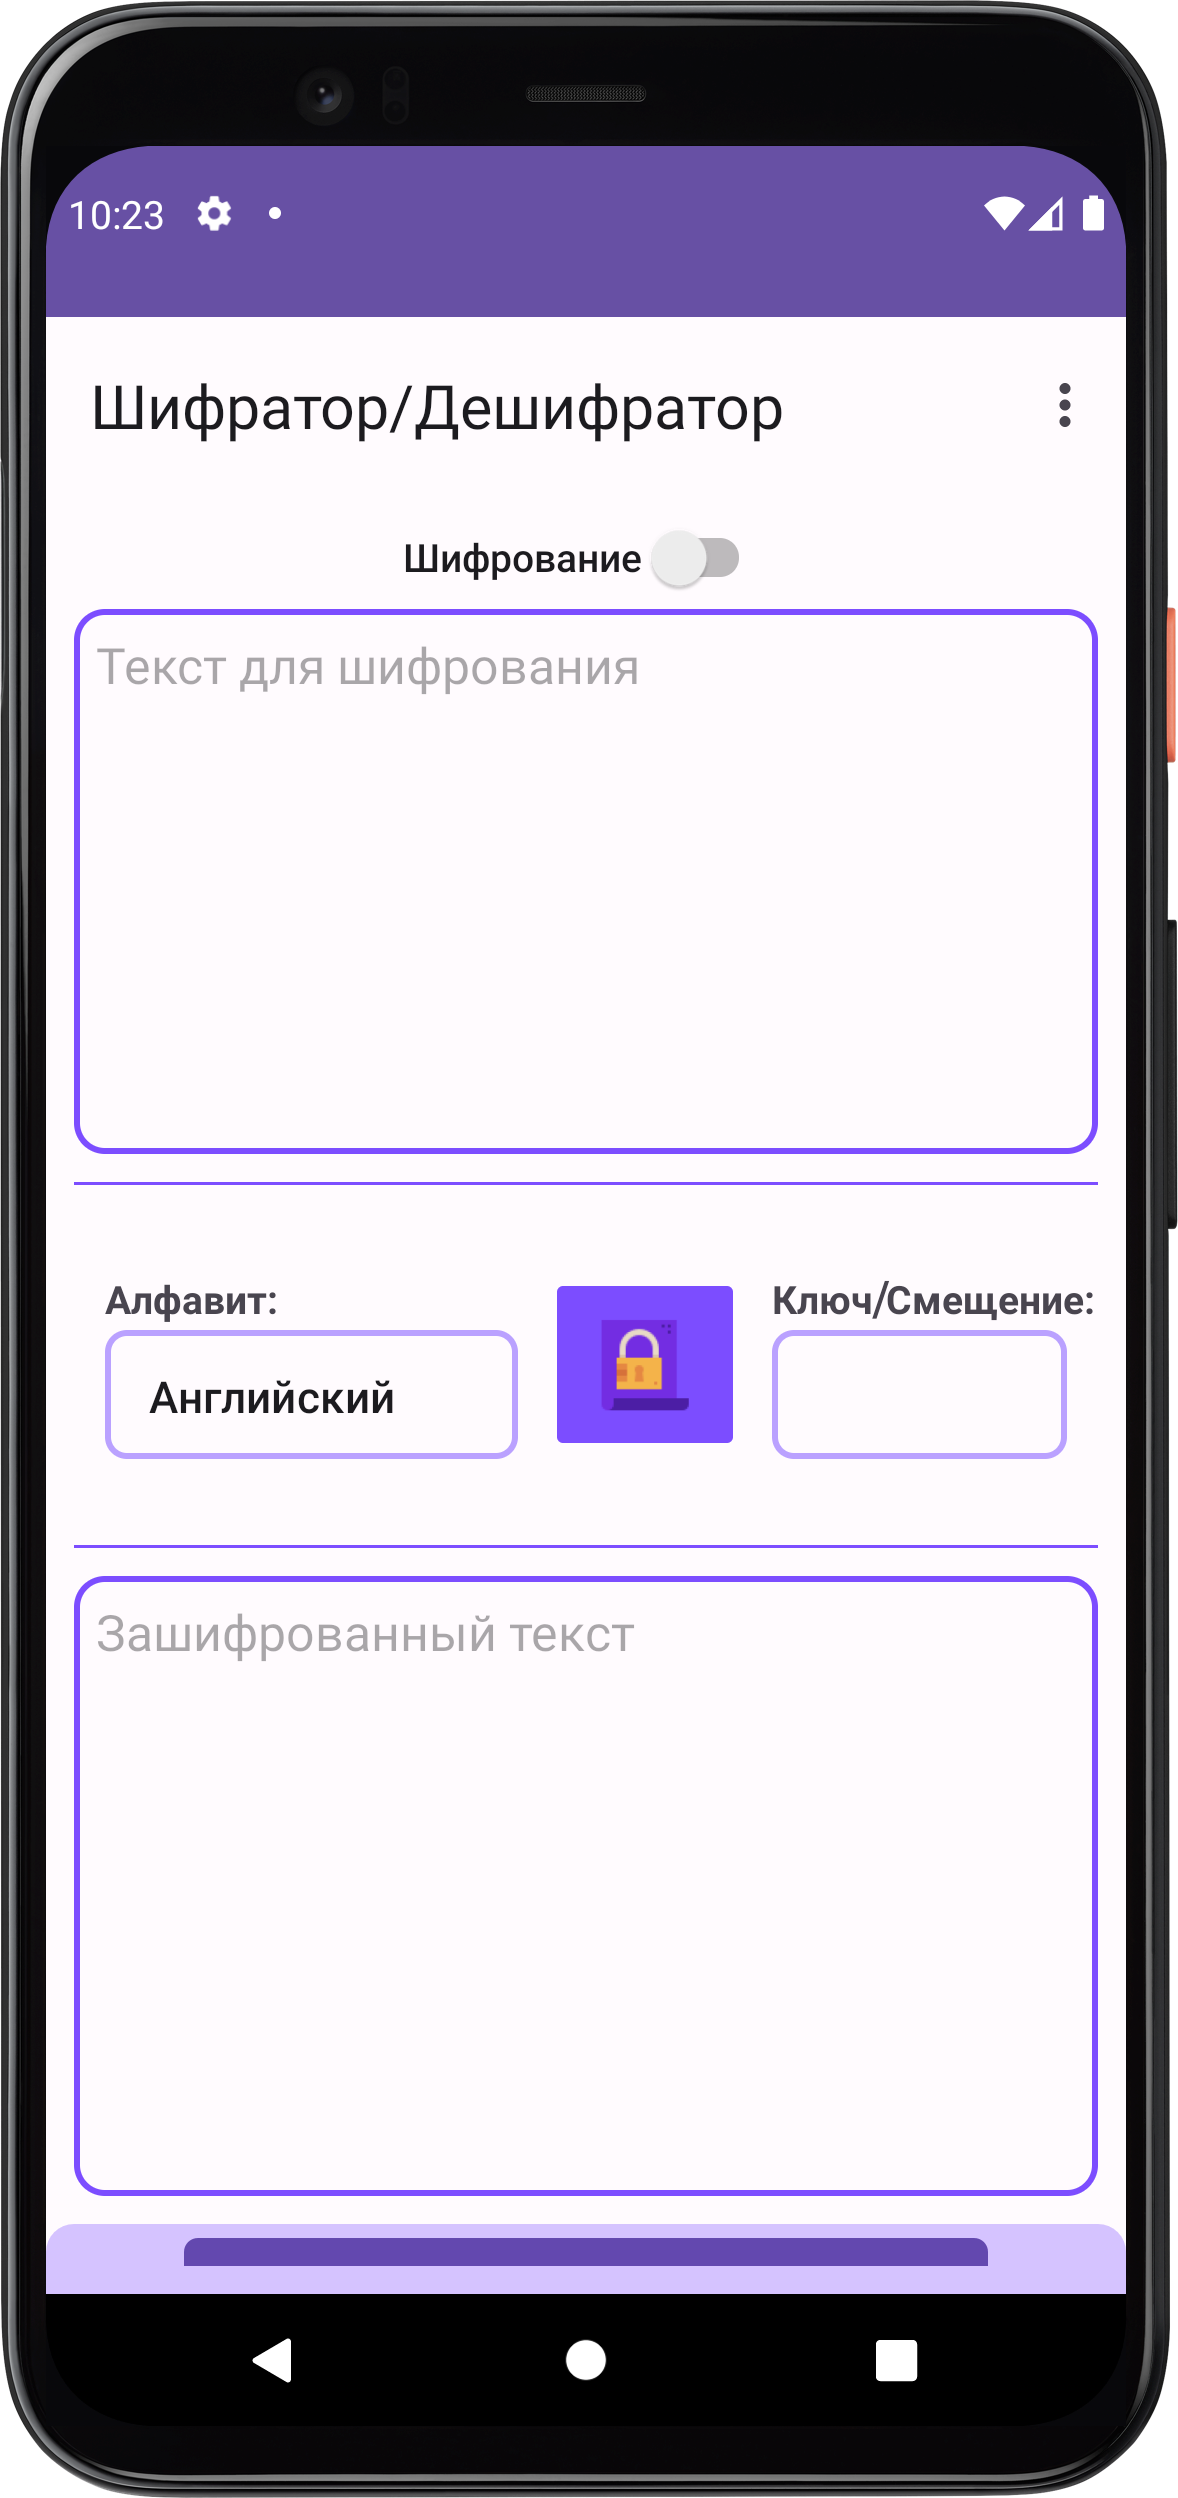 10:23
Шифратор/Дешифратор
Шифрование
Текст для шифрования
Алфавит:
Ключ/Смещение:
Английский
Зашифрованный текст